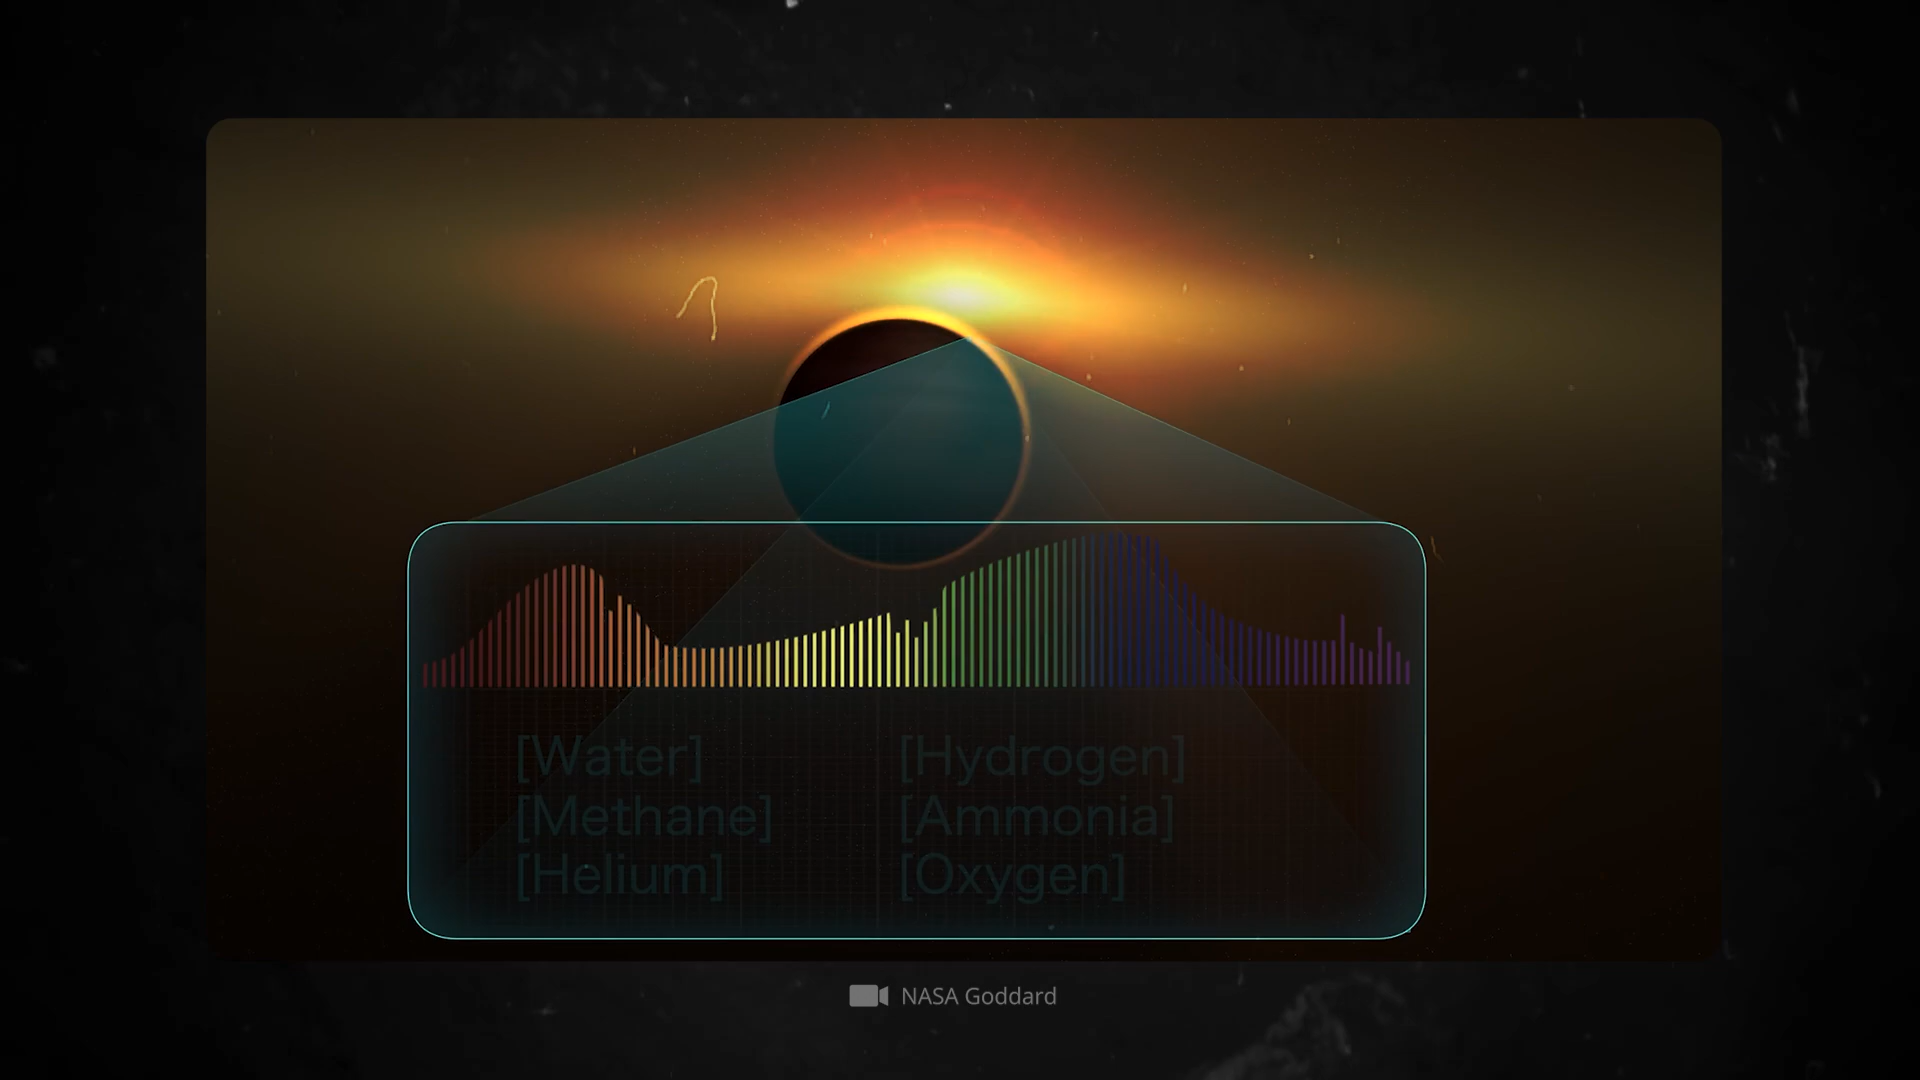 [Water] [Hydrogen]
[Methane] [Ammonia]
[Helium] [Oxygen]
NASA Goddard